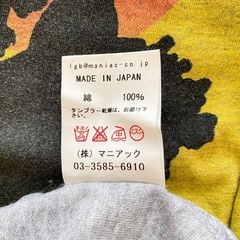 lgb@maniac-co.jp
MADE IN JAPAN
綿 100%
タンブラー乾燥は、お避け下
さい。
(株) マニアック
03-3585-6910